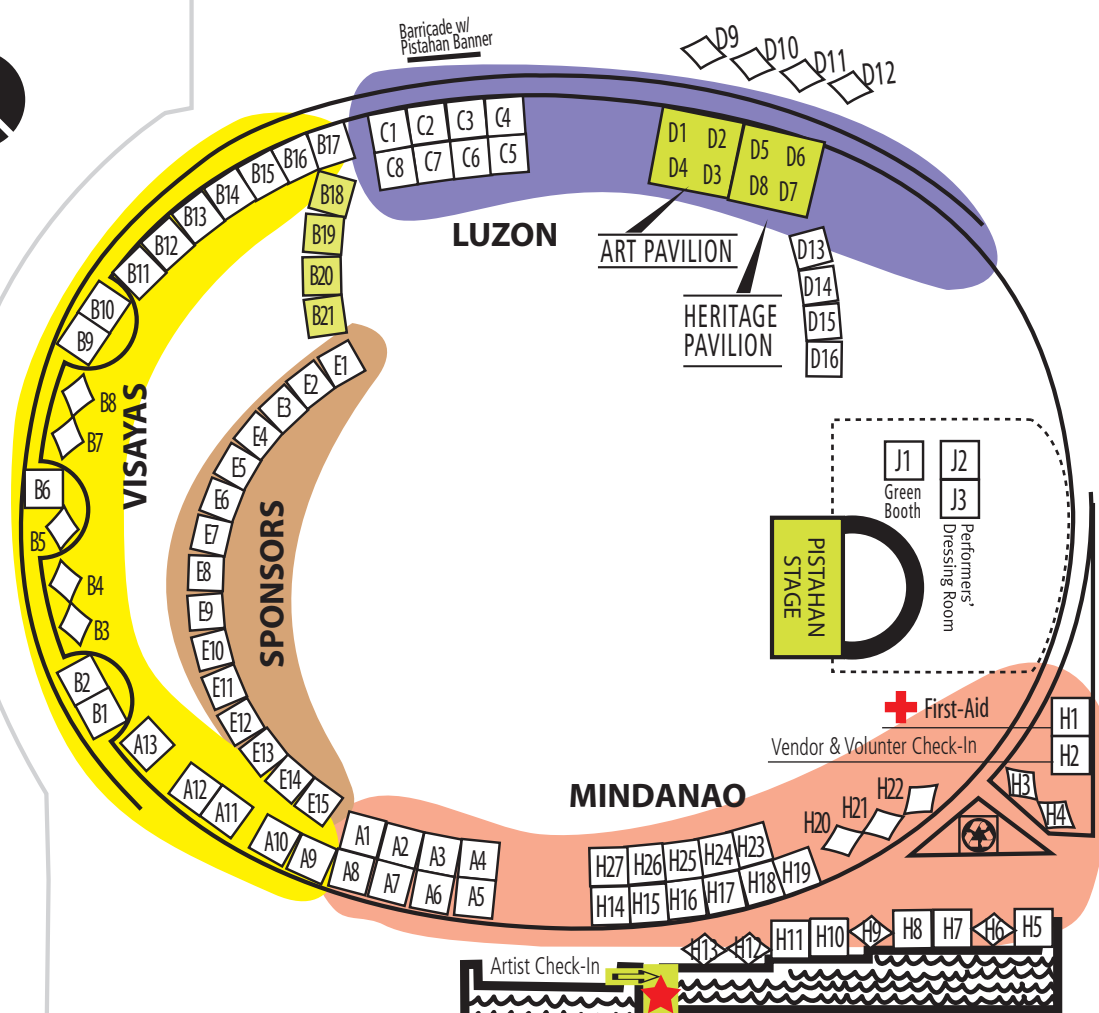 Barricade w/
Pistahan Banner
D9
D10
D11
D12
C1
C2
C3
C4
C8
C7
C6
C5
D1
D2
D4
D3
D5
D6
D8
D7
LUZON
ART PAVILION
HERITAGE
PAVILION
D13
D14
D15
D16
B17
B16
B15
B14
B13
B12
B11
B10
B9
B8
B7
B6
B5
B4
B3
B2
B1
B18
B19
B20
B21
VISAYAS
E1
E2
E3
E4
E5
E6
E7
E8
E9
E10
E11
E12
E13
E14
E15
SPONSORS
J1
Green
Booth
J2
J3
Performers'
Dressing Room
PISTAHAN
STAGE
First-Aid
H1
Vendor & Volunter Check-In
H2
H3
H4
MINDANAO
A13
A12
A11
A10
A9
A1
A2
A3
A4
A8
A7
A6
A5
H27
H26
H25
H24
H23
H14
H15
H16
H17
H18
H19
H20
H21
H22
H13
H12
H11
H10
H9
H8
H7
H6
H5
Artist Check-In